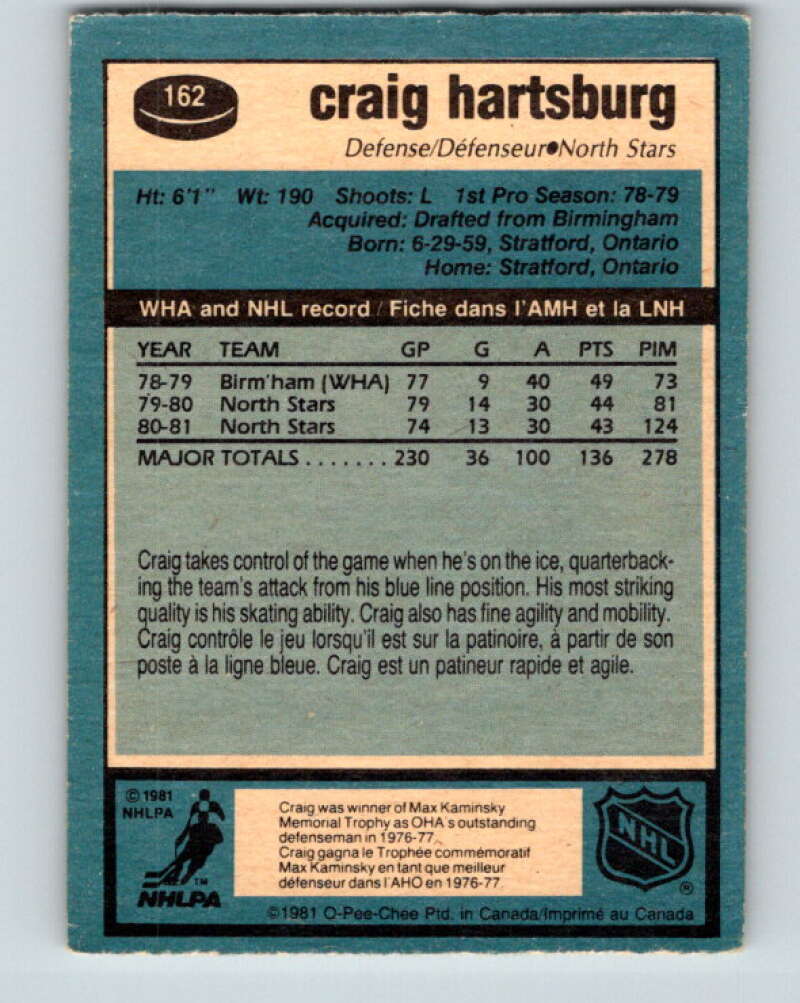 162
craig hartsburg
Defense/Défenseur●North Stars
Ht: 6'1" Wt: 190 Shoots: L 1st Pro Season: 78-79
Acquired: Drafted from Birmingham
Born: 6-29-59, Stratford, Ontario
Home: Stratford, Ontario
WHA and NHL record / Fiche dans l'AMH et la LNH
YEAR TEAM GP G A PTS PIM
78-79 Birm'ham (WHA) 77 9 40 49 73
79-80 North Stars 79 14 30 44 81
80-81 North Stars 74 13 30 43 124
MAJOR TOTALS ....... 230 36 100 136 278
Craig takes control of the game when he's on the ice, quarterback-
ing the team's attack from his blue line position. His most striking
quality is his skating ability. Craig also has fine agility and mobility.
Craig contrôle le jeu lorsqu'il est sur la patinoire, à partir de son
poste à la ligne bleue. Craig est un patineur rapide et agile.
© 1981
NHLPA
TM
NHLPA
Craig was winner of Max Kaminsky
Memorial Trophy as OHA's outstanding
defenseman in 1976-77.
Craig gagna le Trophée commémoratif
Max Kaminsky en tant que meilleur
défenseur dans l'AHO en 1976-77.
NHL
®
©1981 O-Pee-Chee Ptd. in Canada/Imprimé au Canada